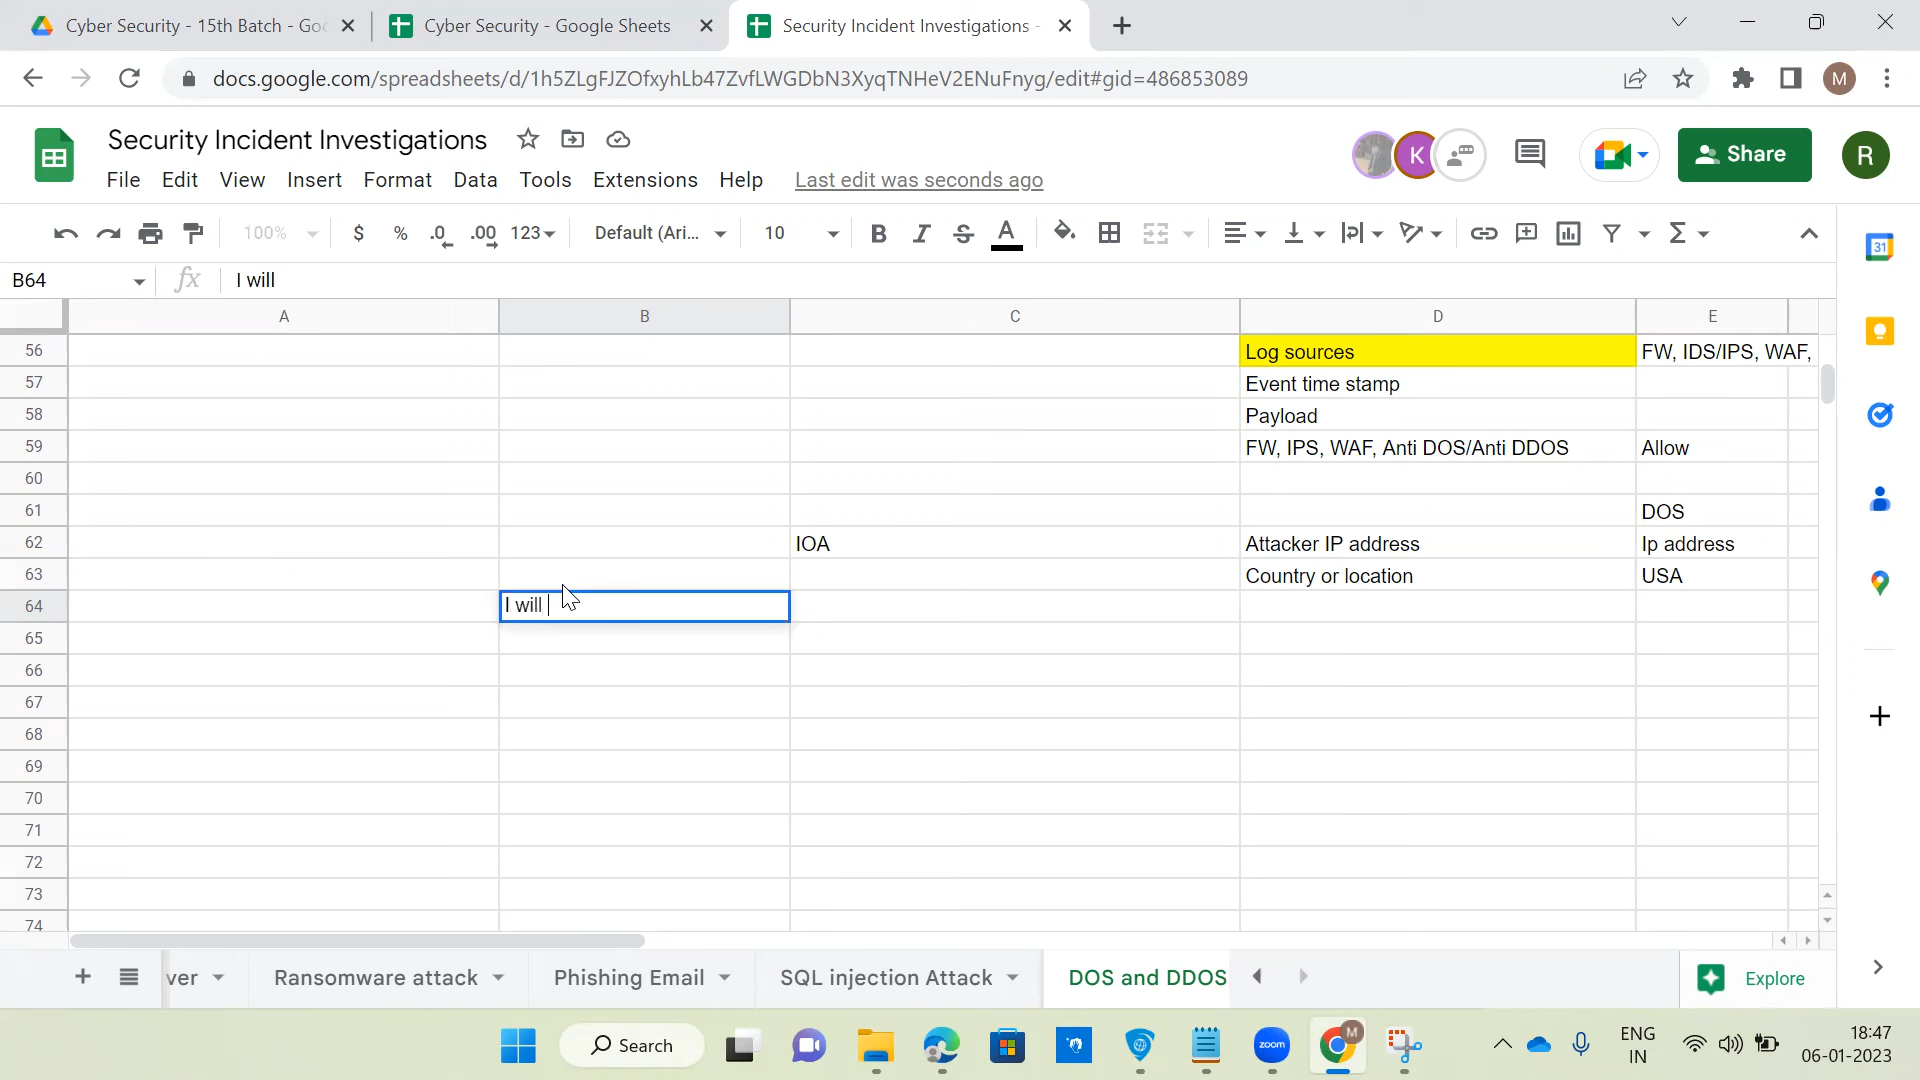 Cyber Security - 15th Batch - Goo
Cyber Security - Google Sheets
Security Incident Investigations -
docs.google.com/spreadsheets/d/1h5ZLgFJZOfxyhLb47ZvfLWGDbN3XyqTNHeV2ENuFnyg/edit#gid=486853089
M
Security Incident Investigations
K
Share
R
File Edit View Insert Format Data Tools Extensions Help Last edit was seconds ago
100% $ % .0 .00 123 Default (Ari... 10 B I S A
31
B64 fx I will
A B C D E
56 Log sources FW, IDS/IPS, WAF,
57 Event time stamp
58 Payload
59 FW, IPS, WAF, Anti DOS/Anti DDOS Allow
60
61 DOS
62 IOA Attacker IP address Ip address
63 Country or location USA
64 I will
65
66
67
68
69
70
71
72
73
74
ver Ransomware attack Phishing Email SQL injection Attack DOS and DDOS Explore
Search zoom M ENG IN 18:47
06-01-2023